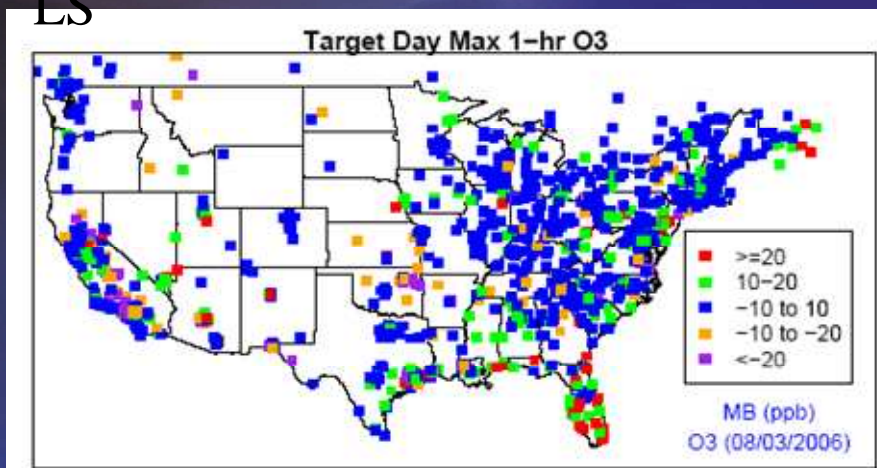 LS
Target Day Max 1-hr O3
>=20
10-20
-10 to 10
-10 to -20
<-20
MB (ppb)
O3 (08/03/2006)